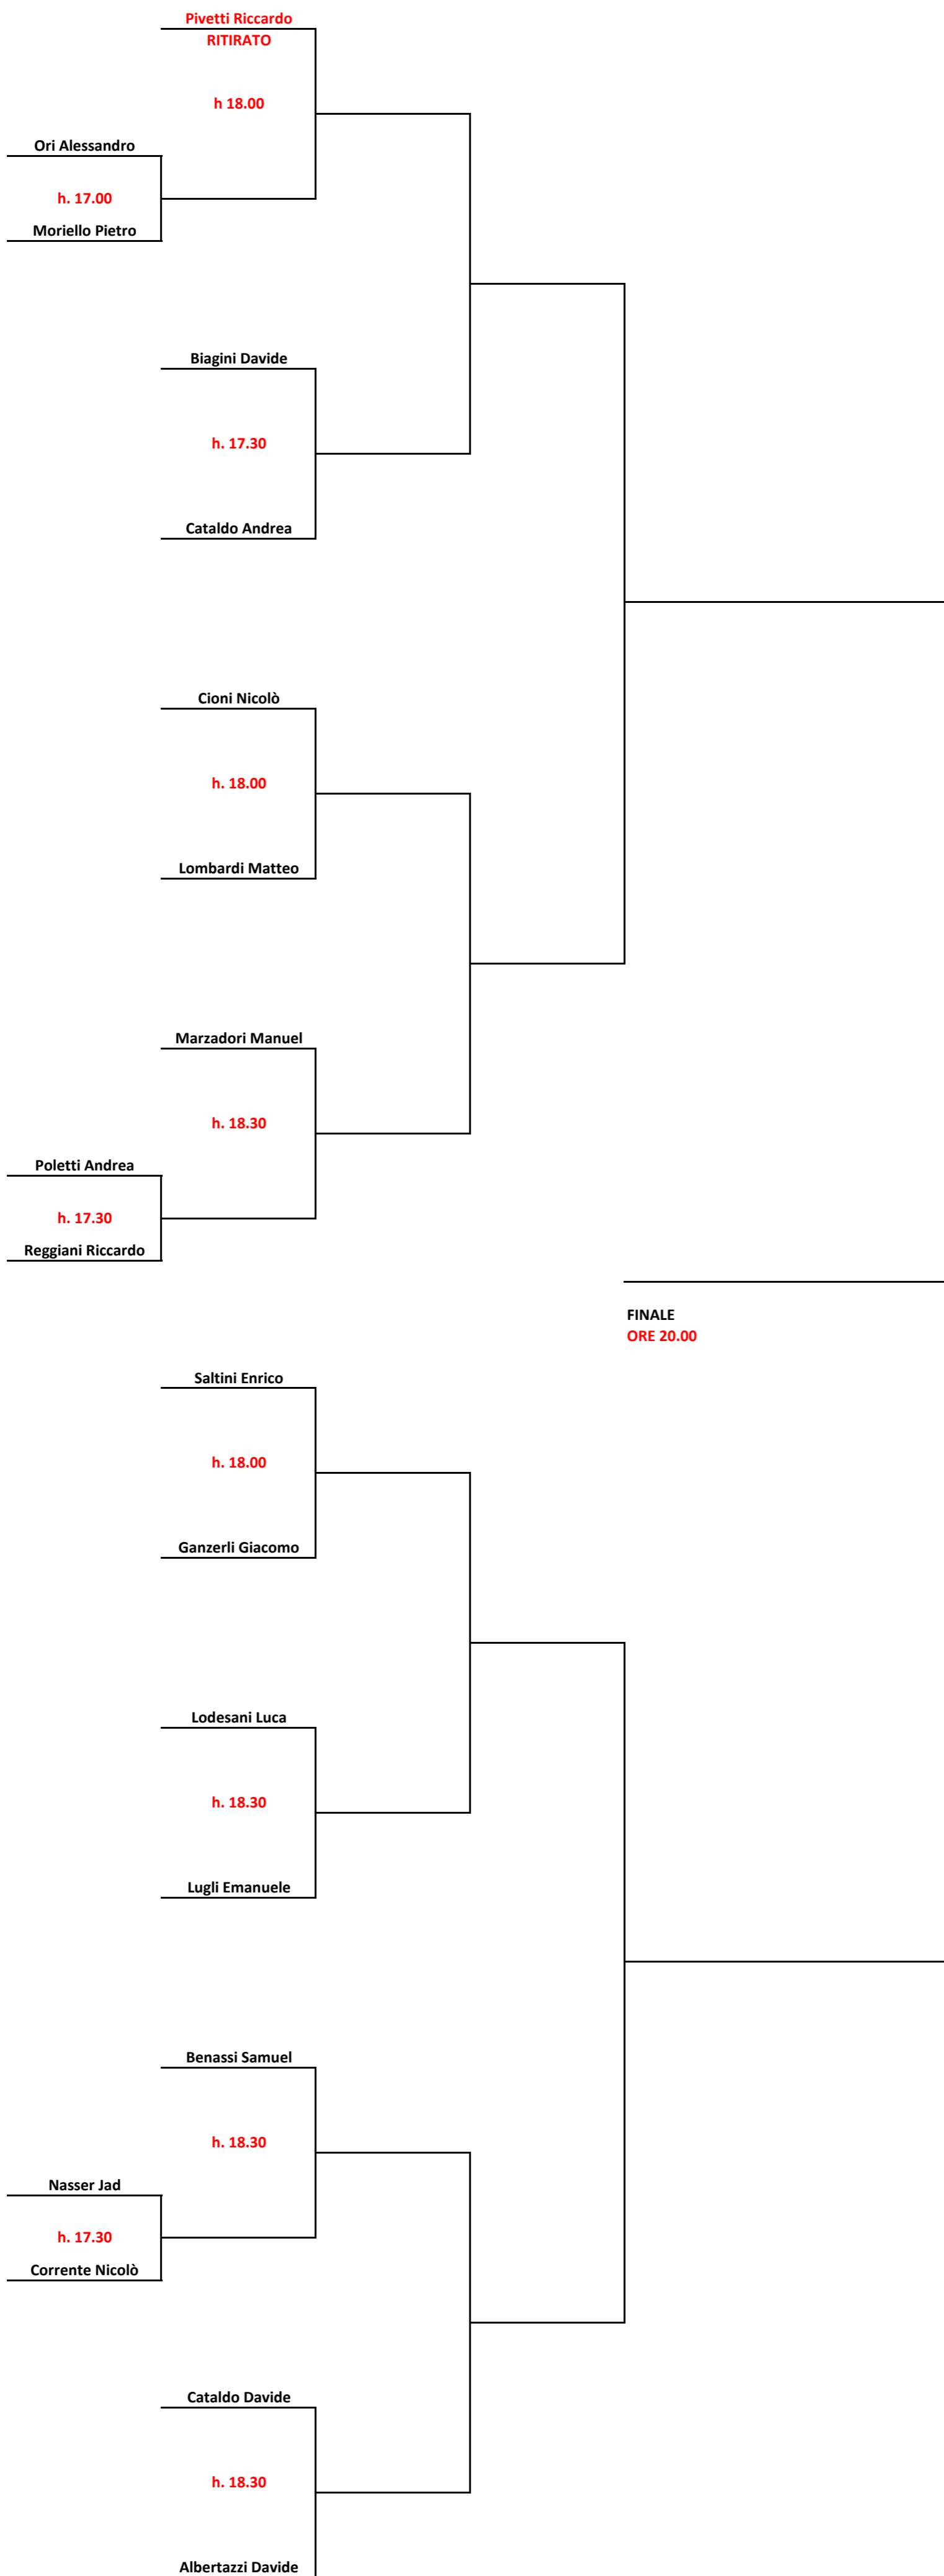 Pivetti Riccardo
RITIRATO
h 18.00
Ori Alessandro
h. 17.00
Moriello Pietro
Biagini Davide
h. 17.30
Cataldo Andrea
Cioni Nicolò
h. 18.00
Lombardi Matteo
Marzadori Manuel
h. 18.30
Poletti Andrea
h. 17.30
Reggiani Riccardo
FINALE
ORE 20.00
Saltini Enrico
h. 18.00
Ganzerli Giacomo
Lodesani Luca
h. 18.30
Lugli Emanuele
Benassi Samuel
h. 18.30
Nasser Jad
h. 17.30
Corrente Nicolò
Cataldo Davide
h. 18.30
Albertazzi Davide